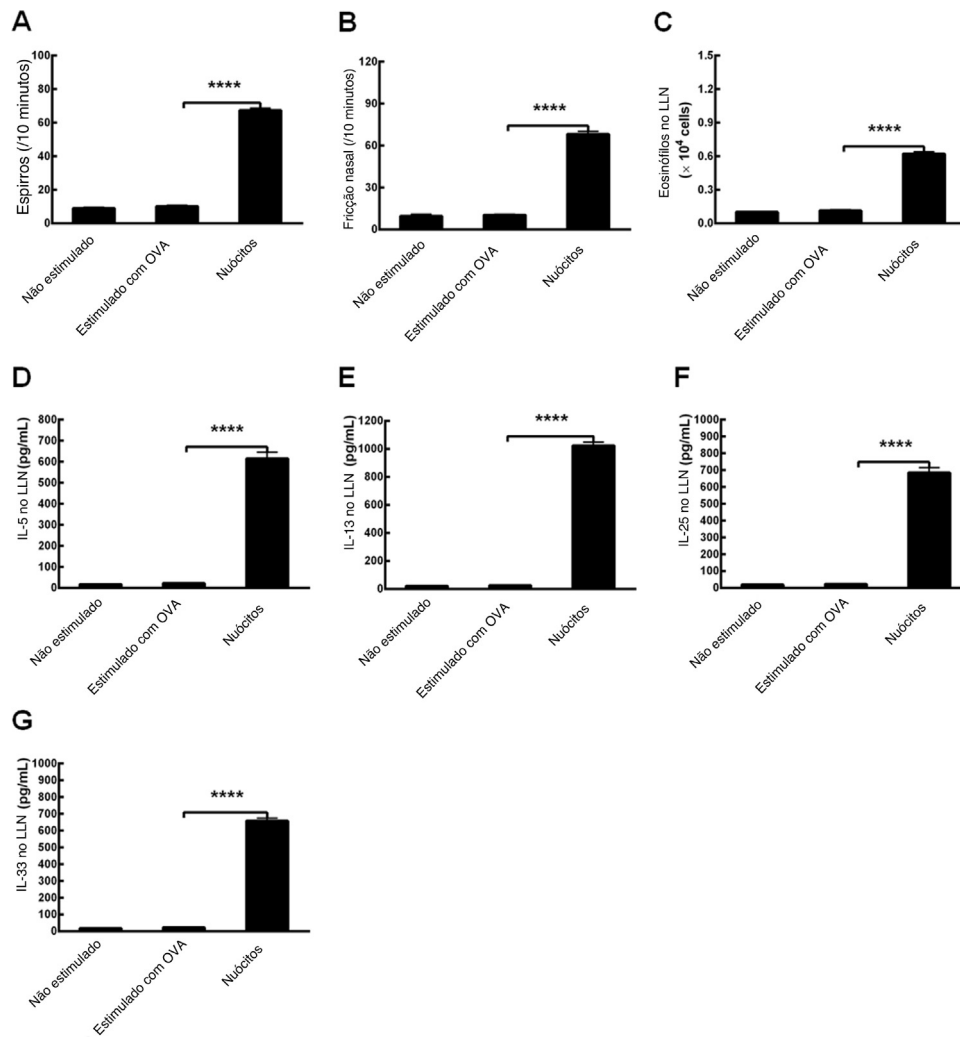 A
Espirros (/10 minutos)
100
80
60
40
20
0
****
Não estimulado
Estimulado com OVA
Nuócitos
B
Fricção nasal (/10 minutos)
120
90
60
30
0
****
Não estimulado
Estimulado com OVA
Nuócitos
C
Eosinófilos no LLN
(× 10⁴ cells)
1.5
1.2
0.9
0.6
0.3
0.0
****
Não estimulado
Estimulado com OVA
Nuócitos
D
IL-5 no LLN (pg/mL)
800
700
600
500
400
300
200
100
0
****
Não estimulado
Estimulado com OVA
Nuócitos
E
IL-13 no LLN (pg/mL)
1200
1000
800
600
400
200
0
****
Não estimulado
Estimulado com OVA
Nuócitos
F
IL-25 no LLN (pg/mL)
1000
900
800
700
600
500
400
300
200
100
0
****
Não estimulado
Estimulado com OVA
Nuócitos
G
IL-33 no LLN (pg/mL)
1000
900
800
700
600
500
400
300
200
100
0
****
Não estimulado
Estimulado com OVA
Nuócitos